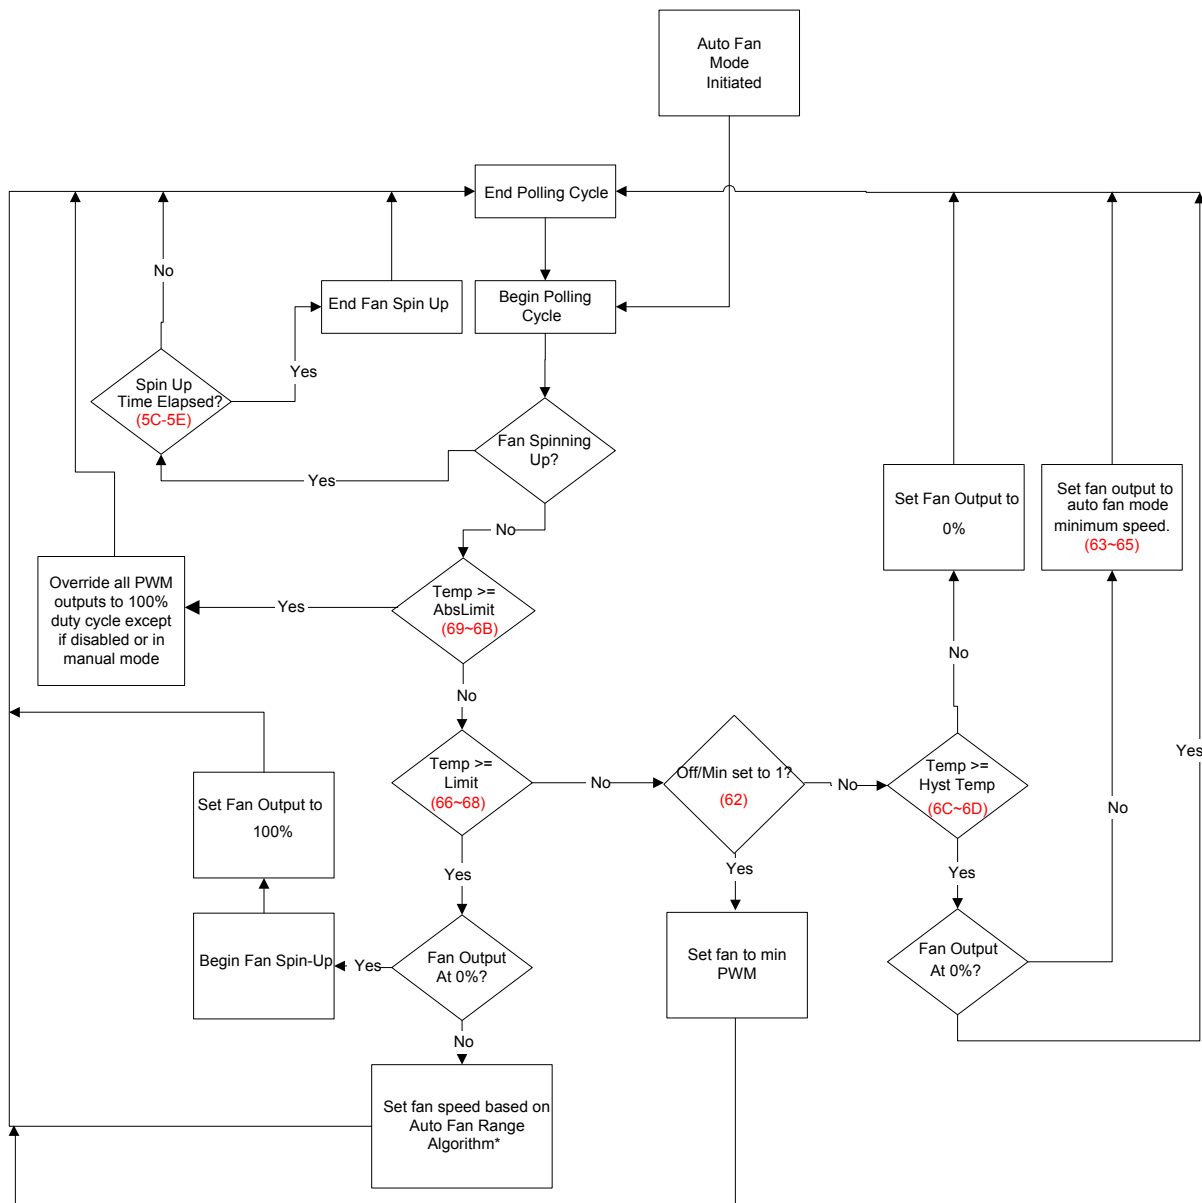 Auto Fan
Mode
Initiated
End Polling Cycle
No
End Fan Spin Up
Begin Polling
Cycle
Yes
Spin Up
Time Elapsed?
(5C-5E)
Fan Spinning
Up?
Yes
Set Fan Output to
0%
Set fan output to
auto fan mode
minimum speed.
(63~65)
No
Override all PWM
outputs to 100%
duty cycle except
if disabled or in
manual mode
Yes
Temp >=
AbsLimit
(69~6B)
No
No
Temp >=
Limit
(66~68)
No
Off/Min set to 1?
(62)
No
Temp >=
Hyst Temp
(6C~6D)
Yes
Set Fan Output to
100%
No
Yes
Yes
Yes
Begin Fan Spin-Up
Yes
Fan Output
At 0%?
Set fan to min
PWM
Fan Output
At 0%?
No
Set fan speed based on
Auto Fan Range
Algorithm*